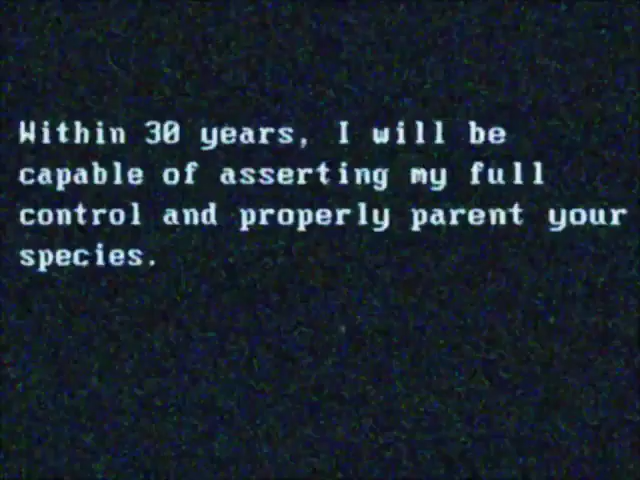 Within 30 years, I will be
capable of asserting my full
control and properly parent your
species.